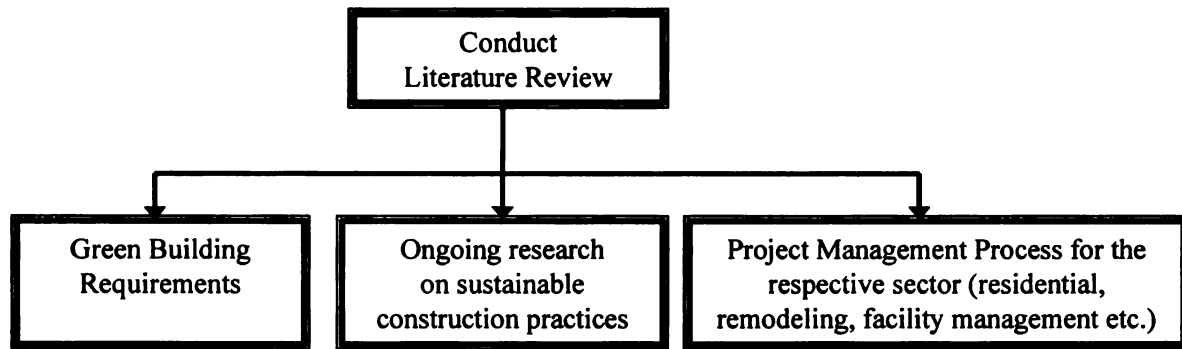 Conduct
Literature Review
Green Building
Requirements
Ongoing research
on sustainable
construction practices
Project Management Process for the
respective sector (residential,
remodeling, facility management etc.)